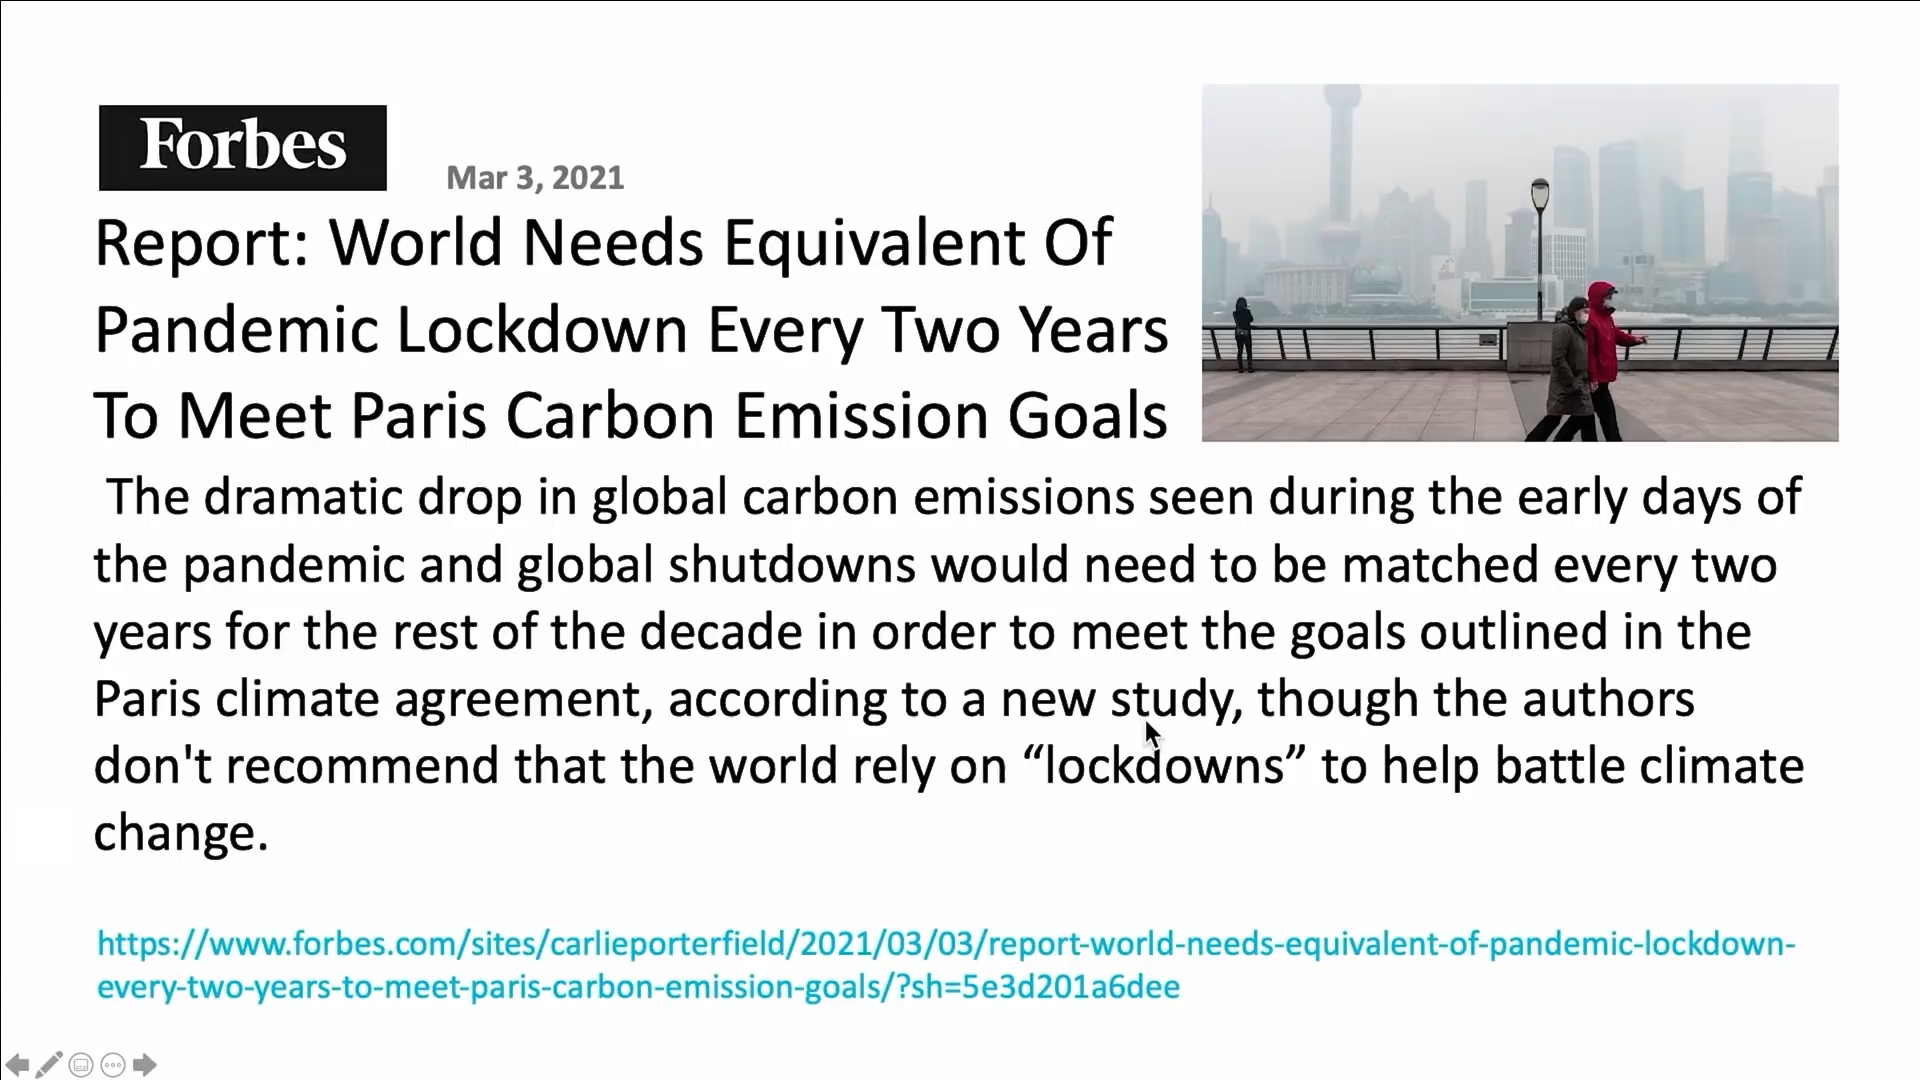 Forbes
Mar 3, 2021
Report: World Needs Equivalent Of
Pandemic Lockdown Every Two Years
To Meet Paris Carbon Emission Goals
The dramatic drop in global carbon emissions seen during the early days of
the pandemic and global shutdowns would need to be matched every two
years for the rest of the decade in order to meet the goals outlined in the
Paris climate agreement, according to a new study, though the authors
don't recommend that the world rely on “lockdowns” to help battle climate
change.
https://www.forbes.com/sites/carlieporterfield/2021/03/03/report-world-needs-equivalent-of-pandemic-lockdown-
every-two-years-to-meet-paris-carbon-emission-goals/?sh=5e3d201a6dee